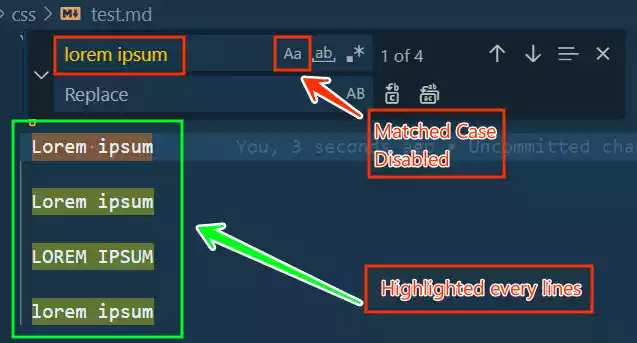 css > test.md
lorem ipsum Aa ab .* 1 of 4
Replace AB
Matched Case
Disabled
Lorem ipsum You, 3 seconds ago • Uncommitted cha
Lorem ipsum
LOREM IPSUM
Highlighted every lines
lorem ipsum